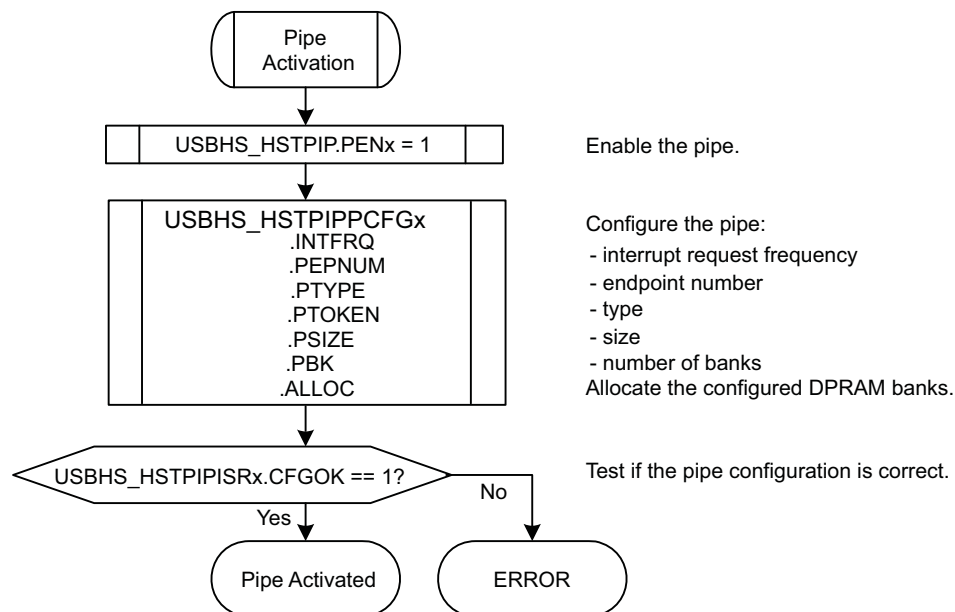 Pipe
Activation
USBHS_HSTPIP.PENx = 1
Enable the pipe.
USBHS_HSTPIPPCFGx
.INTFRQ
.PEPNUM
.PTYPE
.PTOKEN
.PSIZE
.PBK
.ALLOC
Configure the pipe:
- interrupt request frequency
- endpoint number
- type
- size
- number of banks
Allocate the configured DPRAM banks.
USBHS_HSTPIPISRx.CFGOK == 1?
Test if the pipe configuration is correct.
No
Yes
Pipe Activated
ERROR